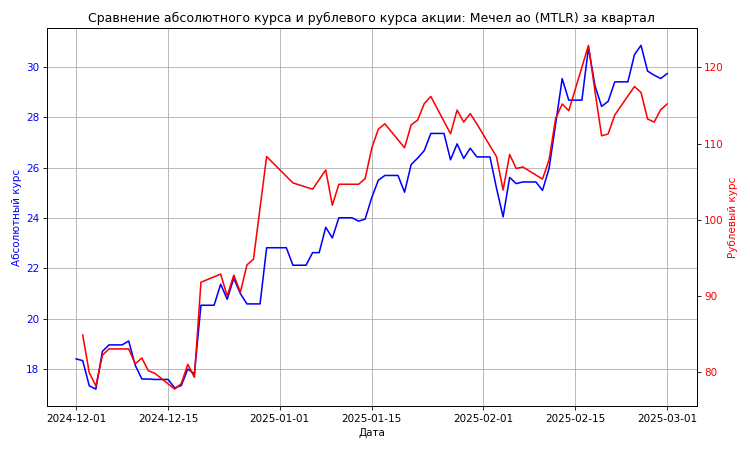 Сравнение абсолютного курса и рублевого курса акции: Мечел ао (MTLR) за квартал
30
28
26
24
22
20
18
Абсолютный курс
120
110
100
90
80
Рублевый курс
2024-12-01 2024-12-15 2025-01-01 2025-01-15 2025-02-01 2025-02-15 2025-03-01
Дата